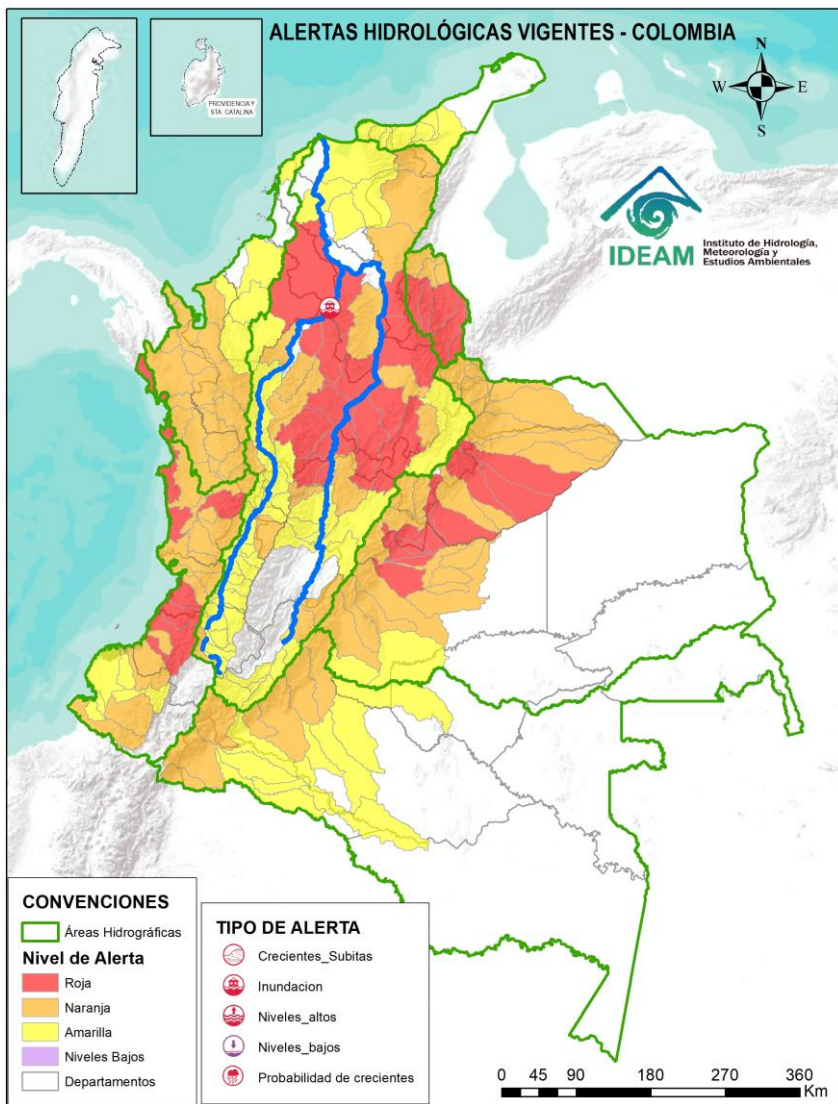 ALERTAS HIDROLÓGICAS VIGENTES - COLOMBIA
PROVIDENCIA Y
STA. CATALINA
N
W
E
S
IDEAM
Instituto de Hidrología,
Meteorología y
Estudios Ambientales
CONVENCIONES
Áreas Hidrográficas
Nivel de Alerta
Roja
Naranja
Amarilla
Niveles Bajos
Departamentos
TIPO DE ALERTA
Crecientes_Subitas
Inundacion
Niveles_altos
Niveles_bajos
Probabilidad de crecientes
0 45 90 180 270 360
Km